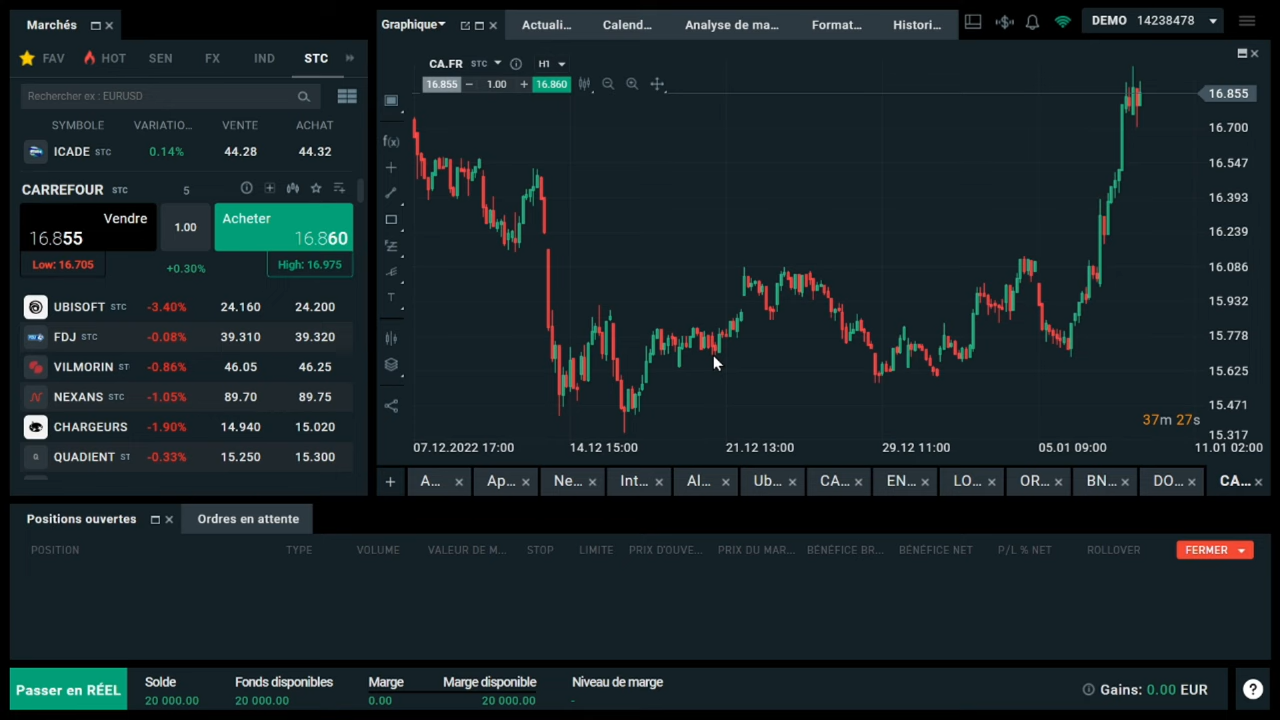 Marchés
FAV HOT SEN FX IND STC
Rechercher ex : EURUSD
SYMBOLE VARIATIO... VENTE ACHAT
ICADE STC 0.14% 44.28 44.32
CARREFOUR STC 5
Vendre 16.855 1.00 Acheter 16.860
Low: 16.705 +0.30% High: 16.975
UBISOFT STC -3.40% 24.160 24.200
FDJ STC -0.08% 39.310 39.320
VILMORIN ST -0.86% 46.05 46.25
NEXANS STC -1.05% 89.70 89.75
CHARGEURS -1.90% 14.940 15.020
QUADIENT ST -0.33% 15.250 15.300
Graphique Actuali... Calend... Analyse de ma... Format... Histori... DEMO 14238478
CA.FR STC H1
16.855 1.00 16.860
f(x)
T
16.855
16.700
16.547
16.393
16.239
16.086
15.932
15.778
15.625
15.471
15.317
37m 27s
07.12.2022 17:00 14.12 15:00 21.12 13:00 29.12 11:00 05.01 09:00 11.01 02:00
A... Ap... Ne... Int... Al... Ub... CA... EN... LO... OR... BN... DO... CA...
Positions ouvertes Ordres en attente
POSITION TYPE VOLUME VALEUR DE M... STOP LIMITE PRIX D'OUVE... PRIX DU MAR... BÉNÉFICE BR... BÉNÉFICE NET P/L % NET ROLLOVER FERMER
Passer en RÉEL
Solde Fonds disponibles Marge Marge disponible Niveau de marge
20 000.00 20 000.00 0.00 20 000.00 -
Gains: 0.00 EUR
?